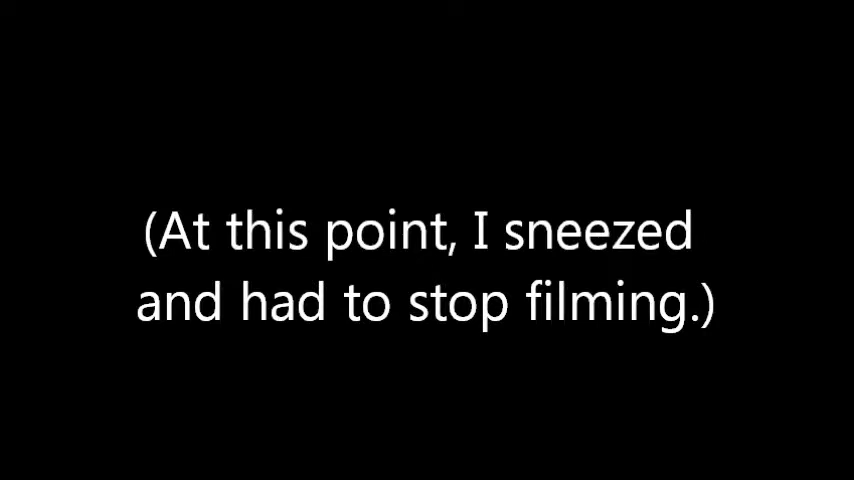 (At this point, I sneezed
and had to stop filming.)